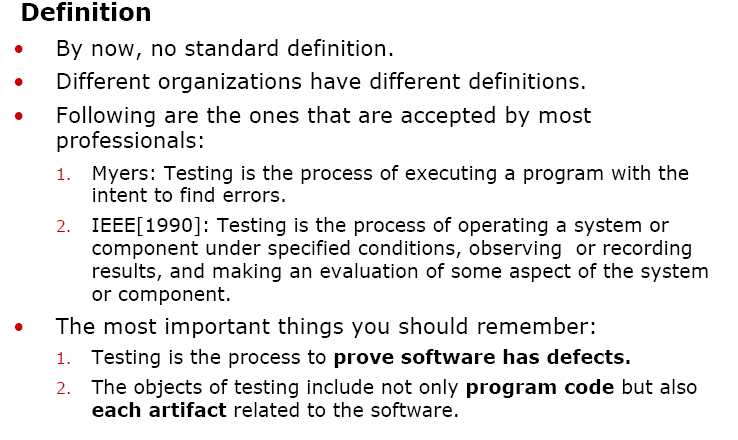 Definition
• By now, no standard definition.
• Different organizations have different definitions.
• Following are the ones that are accepted by most
professionals:
1. Myers: Testing is the process of executing a program with the
intent to find errors.
2. IEEE[1990]: Testing is the process of operating a system or
component under specified conditions, observing or recording
results, and making an evaluation of some aspect of the system
or component.
• The most important things you should remember:
1. Testing is the process to prove software has defects.
2. The objects of testing include not only program code but also
each artifact related to the software.